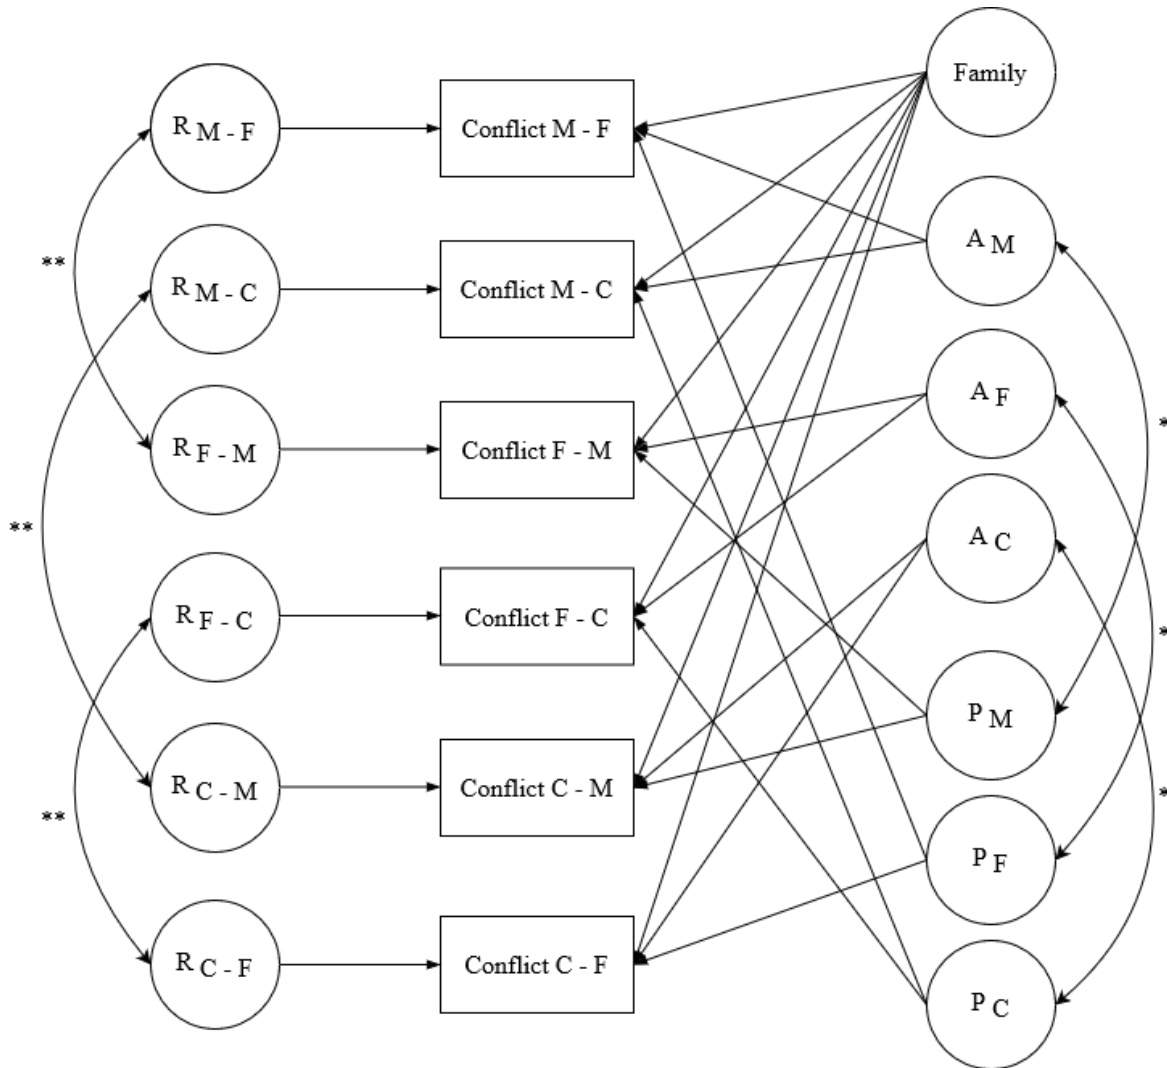 Family
R M - F
Conflict M - F
A M
**
R M - C
Conflict M - C
A F
*
R F - M
Conflict F - M
**
A C
R F - C
Conflict F - C
*
P M
R C - M
Conflict C - M
*
**
P F
R C - F
Conflict C - F
P C